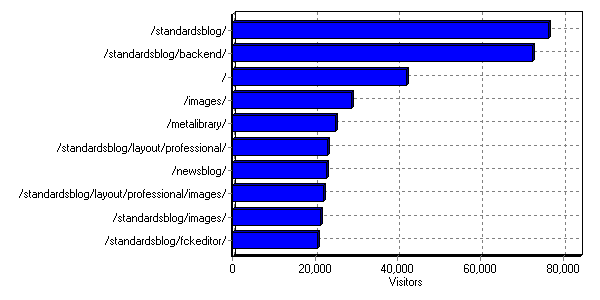 /standardsblog/
/standardsblog/backend/
/
/images/
/metalibrary/
/standardsblog/layout/professional/
/newsblog/
/standardsblog/layout/professional/images/
/standardsblog/images/
/standardsblog/fckeditor/
0 20,000 40,000 60,000 80,000
Visitors